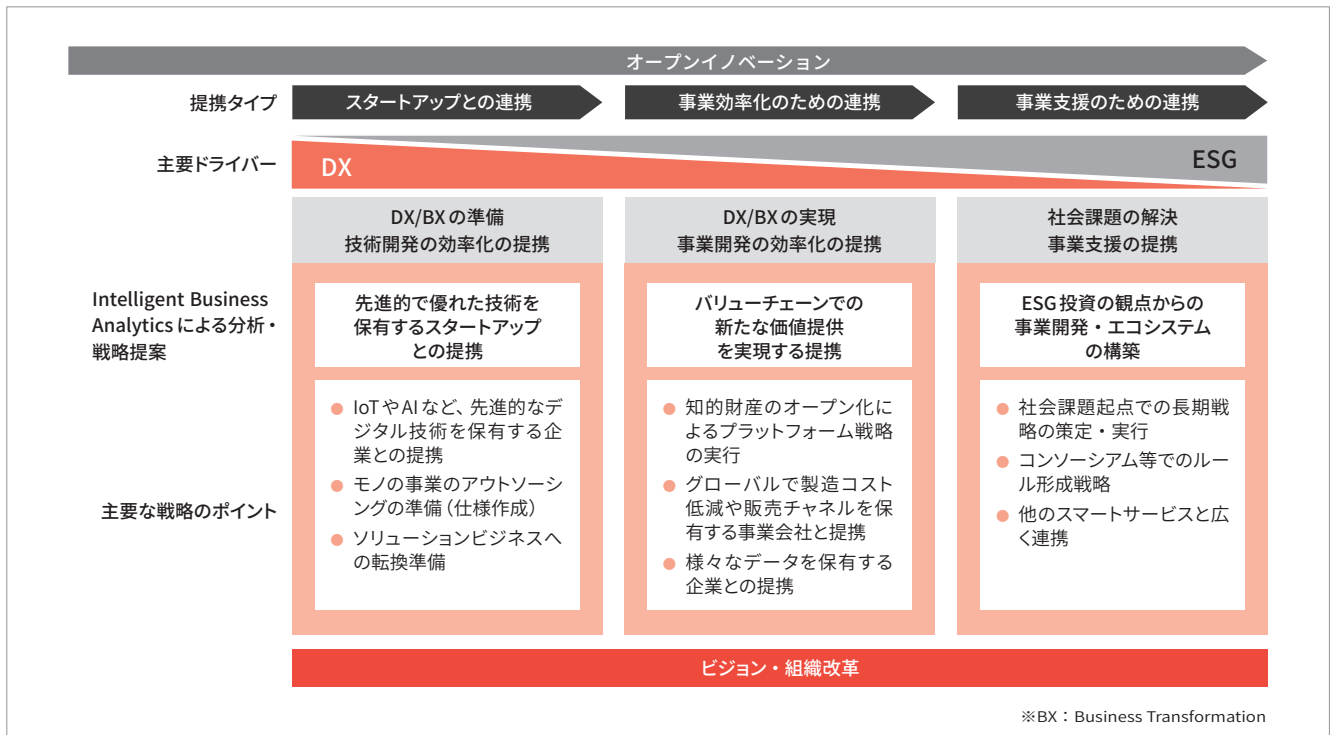 オープンイノベーション
提携タイプ
スタートアップとの連携
事業効率化のための連携
事業支援のための連携
主要ドライバー
DX
ESG
DX/BXの準備
技術開発の効率化の提携
DX/BXの実現
事業開発の効率化の提携
社会課題の解決
事業支援の提携
Intelligent Business
Analyticsによる分析・
戦略提案
先進的で優れた技術を
保有するスタートアップ
との提携
バリューチェーンでの
新たな価値提供
を実現する提携
ESG投資の観点からの
事業開発・エコシステム
の構築
主要な戦略のポイント
● IoTやAIなど、先進的なデ
ジタル技術を保有する企
業との提携
● モノの事業のアウトソーシ
ングの準備（仕様作成）
● ソリューションビジネスへ
の転換準備
● 知的財産のオープン化に
よるプラットフォーム戦略
の実行
● グローバルで製造コスト
低減や販売チャネルを保
有する事業会社と提携
● 様々なデータを保有する
企業との提携
● 社会課題起点での長期戦
略の策定・実行
● コンソーシアム等でのルー
ル形成戦略
● 他のスマートサービスと広
く連携
ビジョン・組織改革
※BX：Business Transformation